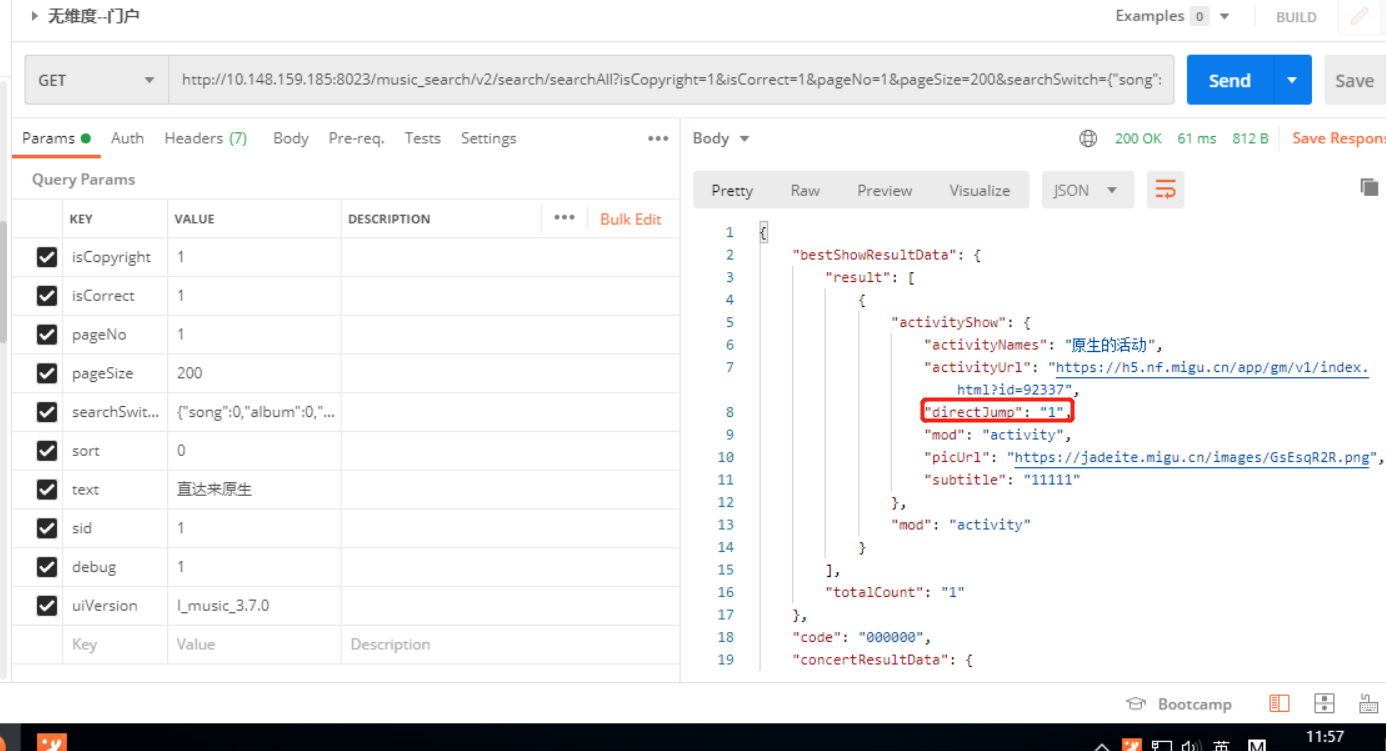 无维度--门户
Examples 0 BUILD
GET http://10.148.159.185:8023/music_search/v2/search/searchAll?isCopyright=1&isCorrect=1&pageNo=1&pageSize=200&searchSwitch={"song": Send Save
Params Auth Headers (7) Body Pre-req. Tests Settings •••
Query Params
KEY VALUE DESCRIPTION ••• Bulk Edit
isCopyright 1
isCorrect 1
pageNo 1
pageSize 200
searchSwit... {"song":0,"album":0,"...
sort 0
text 直达来原生
sid 1
debug 1
uiVersion I_music_3.7.0
Key Value Description
Body 200 OK 61 ms 812 B Save Respons
Pretty Raw Preview Visualize JSON
1 {
2 "bestShowResultData": {
3 "result": [
4 {
5 "activityShow": {
6 "activityNames": "原生的活动",
7 "activityUrl": "https://h5.nf.migu.cn/app/gm/v1/index.
html?id=92337",
8 "directJump": "1",
9 "mod": "activity",
10 "picUrl": "https://jadeite.migu.cn/images/GsEsqR2R.png",
11 "subtitle": "11111"
12 },
13 "mod": "activity"
14 }
15 ],
16 "totalCount": "1"
17 },
18 "code": "000000",
19 "concertResultData": {
Bootcamp
英 M 11:57